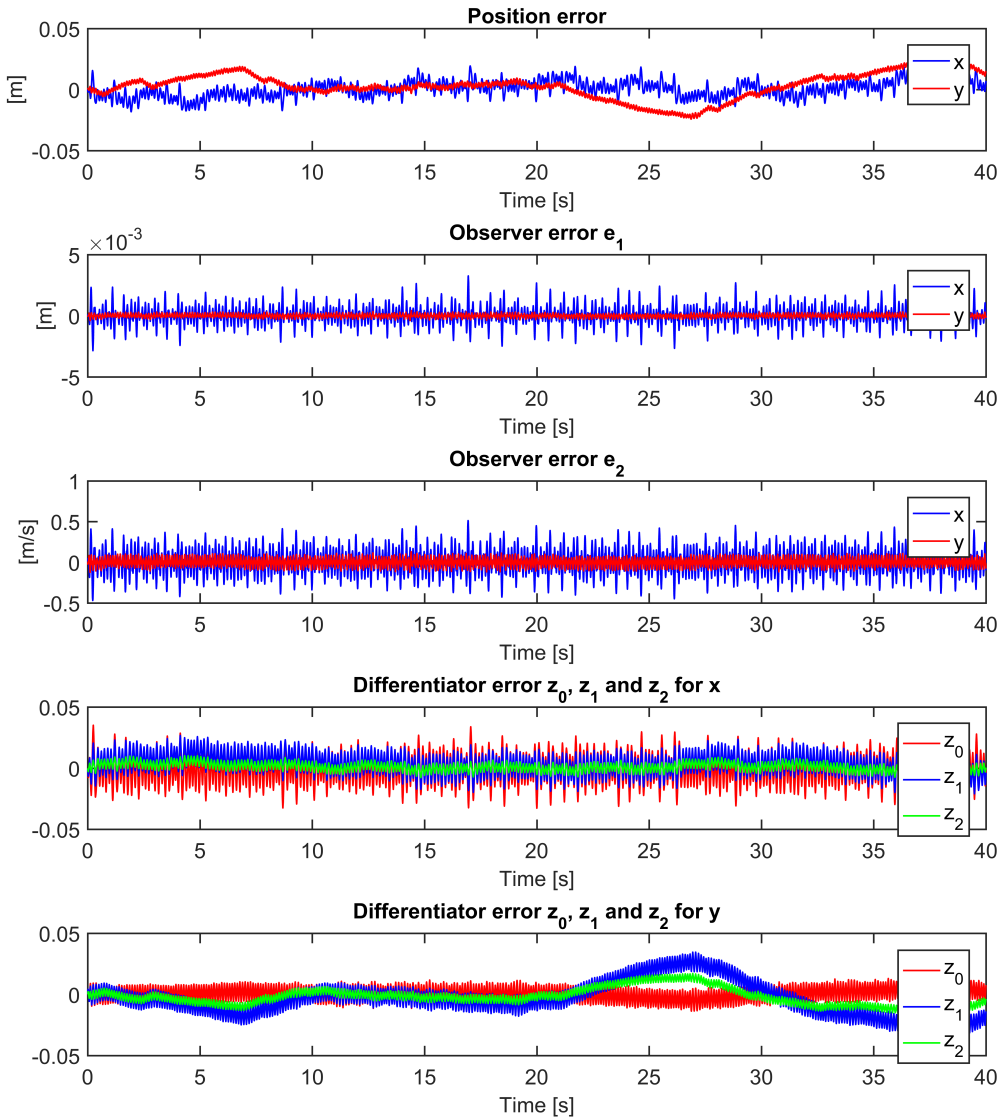 Position error
0.05
0
-0.05
[m]
x
y
0 5 10 15 20 25 30 35 40
Time [s]
Observer error e1
×10-3
5
0
-5
[m]
x
y
0 5 10 15 20 25 30 35 40
Time [s]
Observer error e2
1
0.5
0
-0.5
[m/s]
x
y
0 5 10 15 20 25 30 35 40
Time [s]
Differentiator error z0, z1 and z2 for x
0.05
0
-0.05
z0
z1
z2
0 5 10 15 20 25 30 35 40
Time [s]
Differentiator error z0, z1 and z2 for y
0.05
0
-0.05
z0
z1
z2
0 5 10 15 20 25 30 35 40
Time [s]